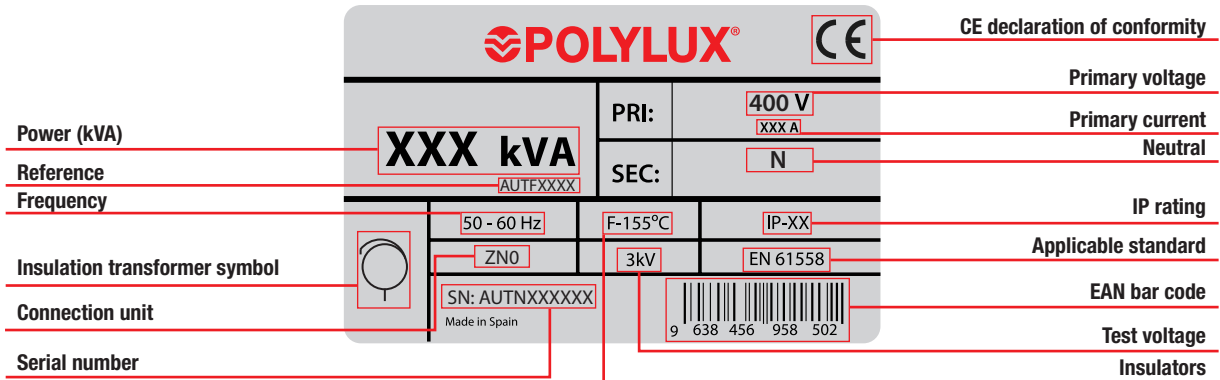 CE declaration of conformity
POLYLUX®
CE
Primary voltage
400 V
PRI:
Primary current
XXX A
Power (kVA)
XXX kVA
Neutral
N
SEC:
Reference
AUTFXXXX
Frequency
50 - 60 Hz
F-155ºC
IP-XX
IP rating
Applicable standard
ZN0
3kV
EN 61558
Insulation transformer symbol
EAN bar code
SN: AUTNXXXXXX
Connection unit
Made in Spain
9 638 456 958 502
Test voltage
Serial number
Insulators